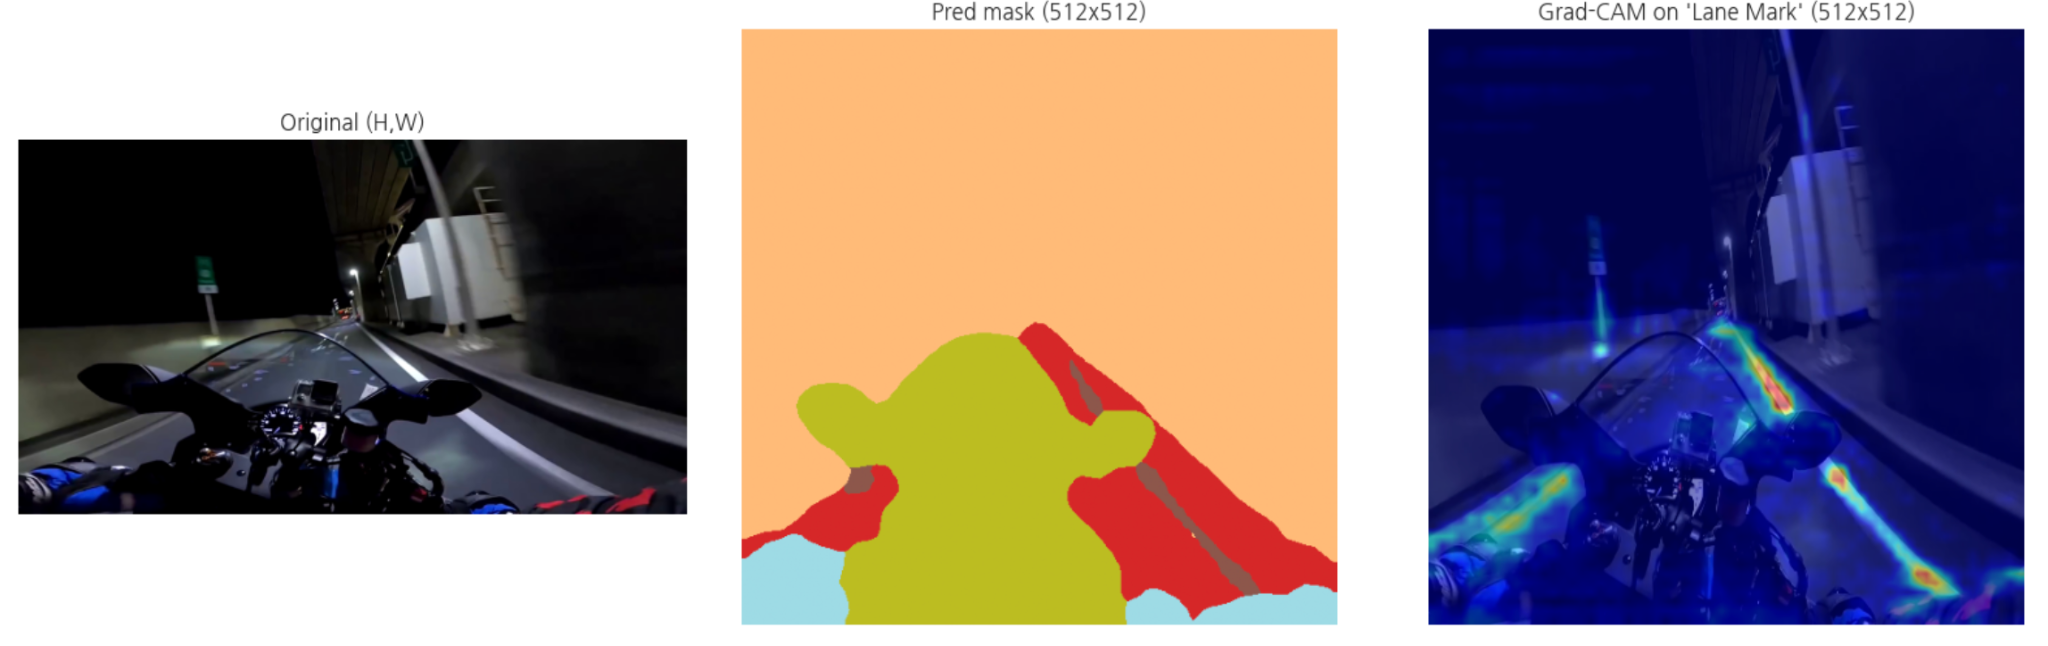 Original (H,W)
Pred mask (512x512)
Grad-CAM on 'Lane Mark' (512x512)